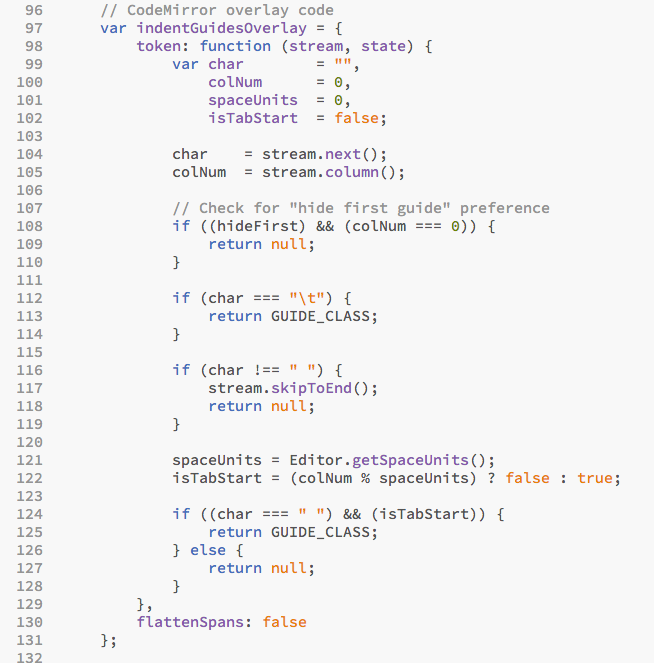 96     // CodeMirror overlay code
97     var indentGuidesOverlay = {
98         token: function (stream, state) {
99             var char        = "",
100                colNum      = 0,
101                spaceUnits  = 0,
102                isTabStart  = false;
103
104            char    = stream.next();
105            colNum  = stream.column();
106
107            // Check for "hide first guide" preference
108            if ((hideFirst) && (colNum === 0)) {
109                return null;
110            }
111
112            if (char === "\t") {
113                return GUIDE_CLASS;
114            }
115
116            if (char !== " ") {
117                stream.skipToEnd();
118                return null;
119            }
120
121            spaceUnits = Editor.getSpaceUnits();
122            isTabStart = (colNum % spaceUnits) ? false : true;
123
124            if ((char === " ") && (isTabStart)) {
125                return GUIDE_CLASS;
126            } else {
127                return null;
128            }
129        },
130        flattenSpans: false
131    };
132